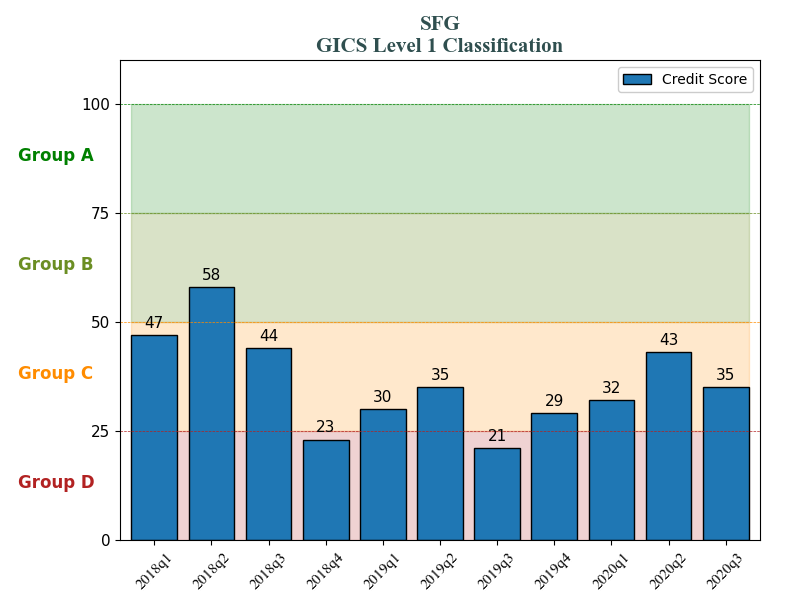 SFG
GICS Level 1 Classification
Credit Score
100
Group A
75
Group B
58
50
47
44
43
Group C
35
35
32
30
29
25
23
21
Group D
0
2018q1 2018q2 2018q3 2018q4 2019q1 2019q2 2019q3 2019q4 2020q1 2020q2 2020q3